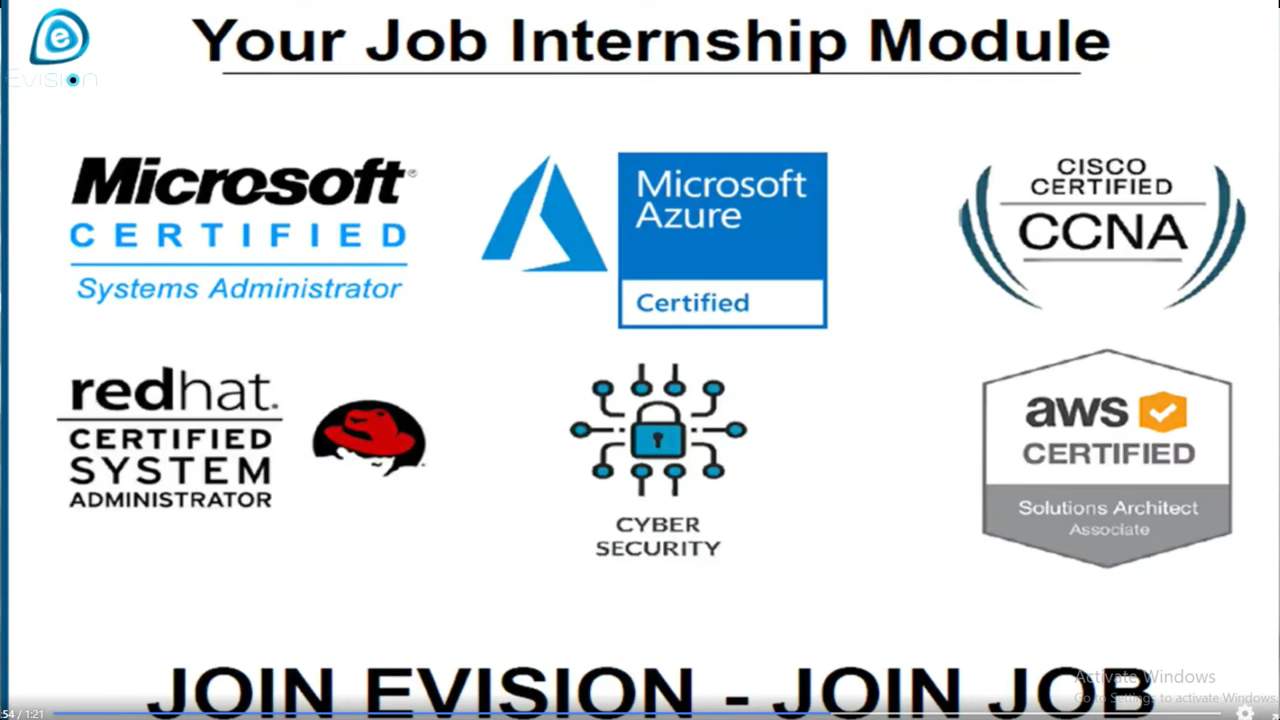 e
Evision
Your Job Internship Module
Microsoft®
CERTIFIED
Systems Administrator
Microsoft
Azure
Certified
CISCO
CERTIFIED
CCNA
redhat.
CERTIFIED
SYSTEM
ADMINISTRATOR
CYBER
SECURITY
aws
CERTIFIED
Solutions Architect
Associate
JOIN EVISION - JOIN JOB
Activate Windows
Go to Settings to activate Windows.
:54 / 1:21